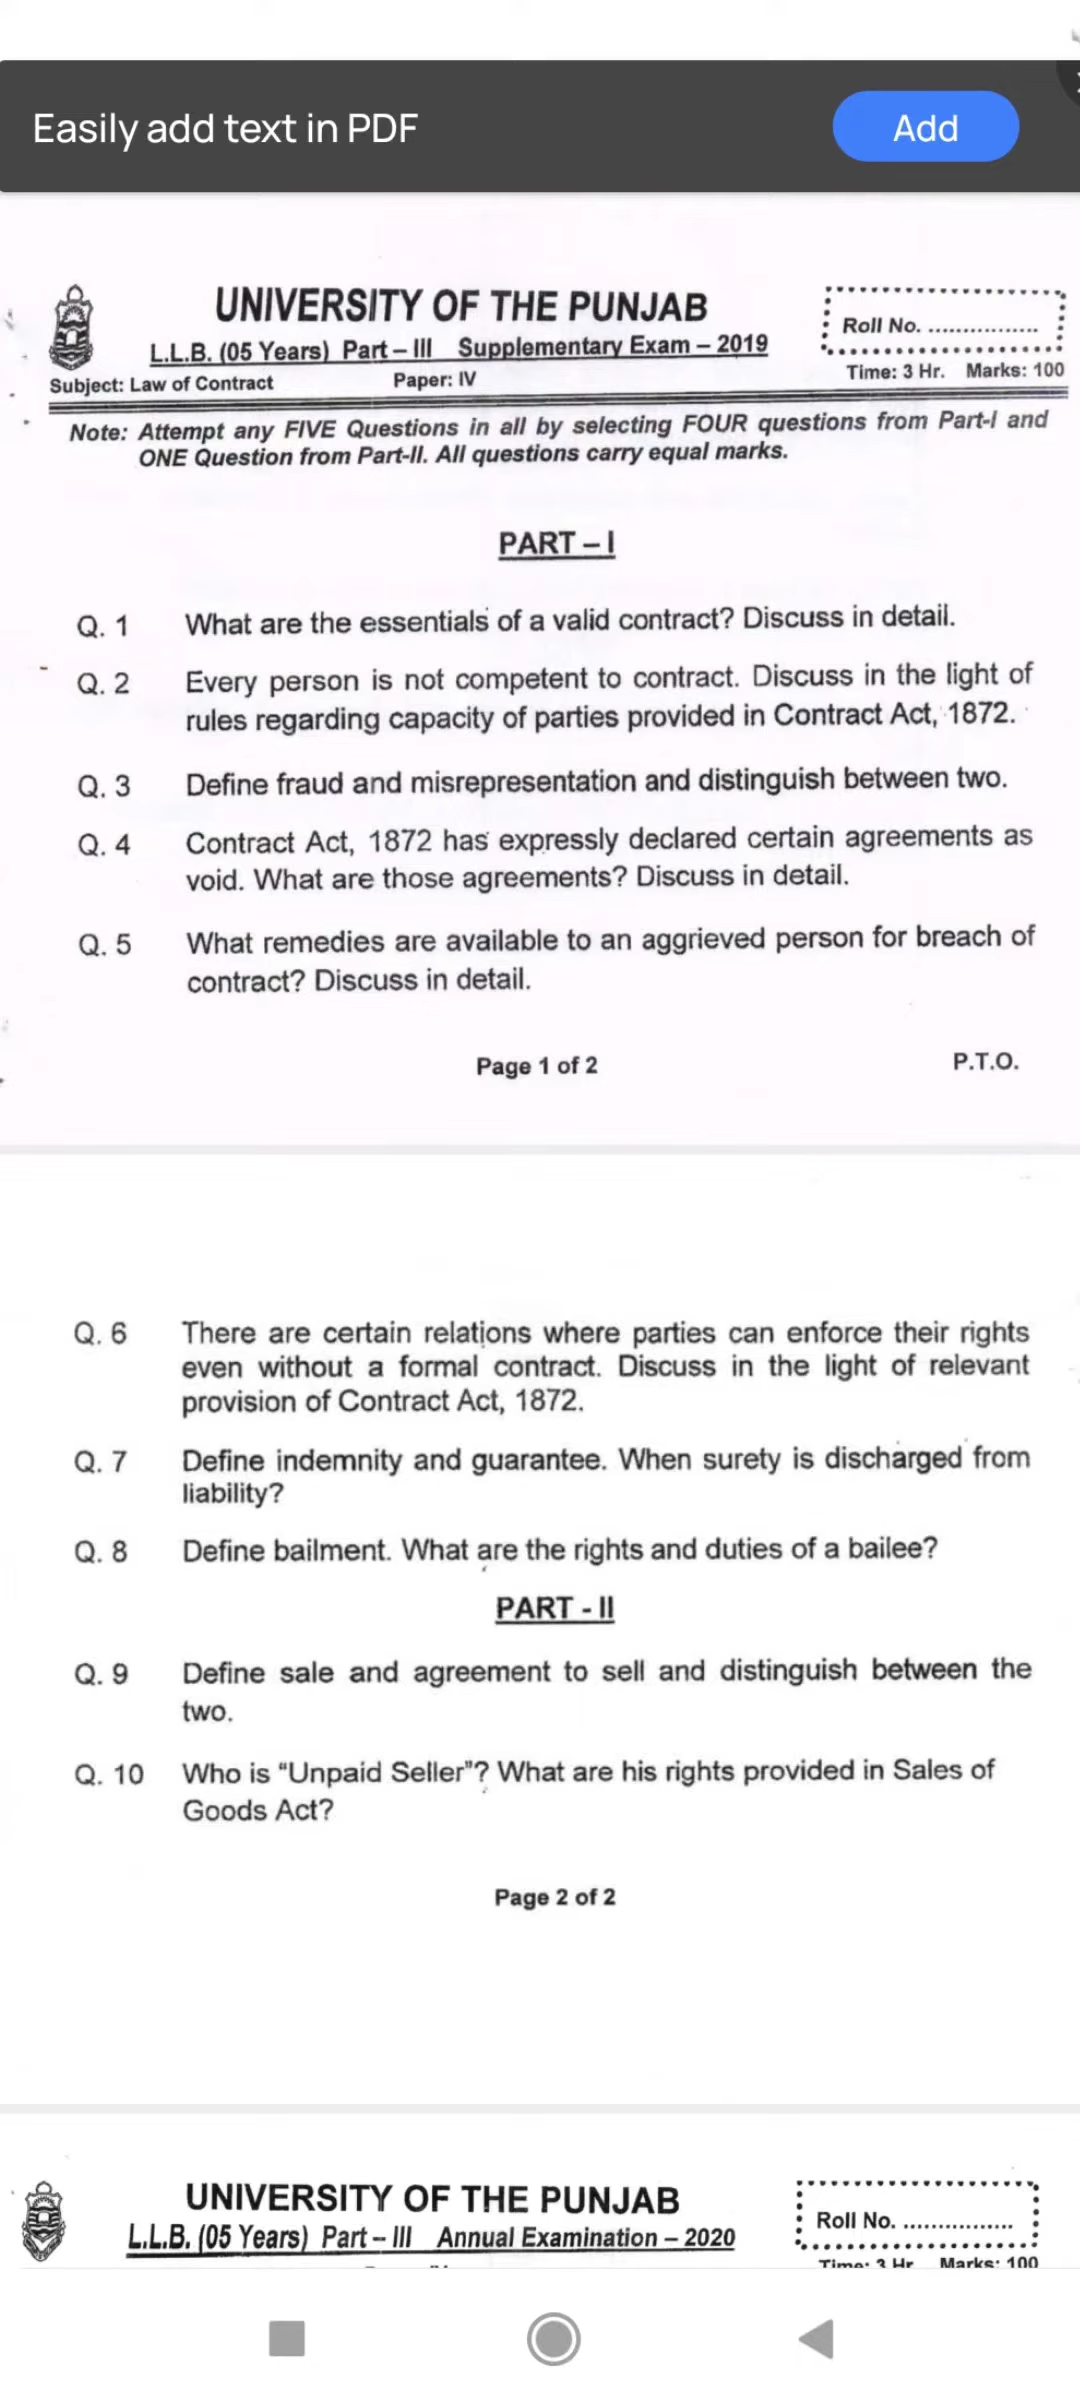 Easily add text in PDF
Add
UNIVERSITY OF THE PUNJAB
L.L.B. (05 Years) Part – III Supplementary Exam – 2019
Roll No. ................
Subject: Law of Contract Paper: IV Time: 3 Hr. Marks: 100
Note: Attempt any FIVE Questions in all by selecting FOUR questions from Part-I and
ONE Question from Part-II. All questions carry equal marks.
PART – I
Q. 1 What are the essentials of a valid contract? Discuss in detail.
Q. 2 Every person is not competent to contract. Discuss in the light of
rules regarding capacity of parties provided in Contract Act, 1872.
Q. 3 Define fraud and misrepresentation and distinguish between two.
Q. 4 Contract Act, 1872 has expressly declared certain agreements as
void. What are those agreements? Discuss in detail.
Q. 5 What remedies are available to an aggrieved person for breach of
contract? Discuss in detail.
Page 1 of 2 P.T.O.
Q. 6 There are certain relations where parties can enforce their rights
even without a formal contract. Discuss in the light of relevant
provision of Contract Act, 1872.
Q. 7 Define indemnity and guarantee. When surety is discharged from
liability?
Q. 8 Define bailment. What are the rights and duties of a bailee?
PART - II
Q. 9 Define sale and agreement to sell and distinguish between the
two.
Q. 10 Who is “Unpaid Seller”? What are his rights provided in Sales of
Goods Act?
Page 2 of 2
UNIVERSITY OF THE PUNJAB
L.L.B. (05 Years) Part – III Annual Examination – 2020
Roll No. ................
Time: 3 Hr Marks: 100